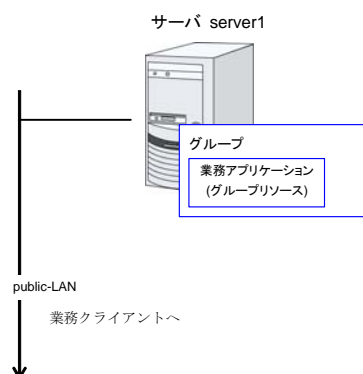 サーバ server1
グループ
業務アプリケーション
(グループリソース)
public-LAN
業務クライアントへ